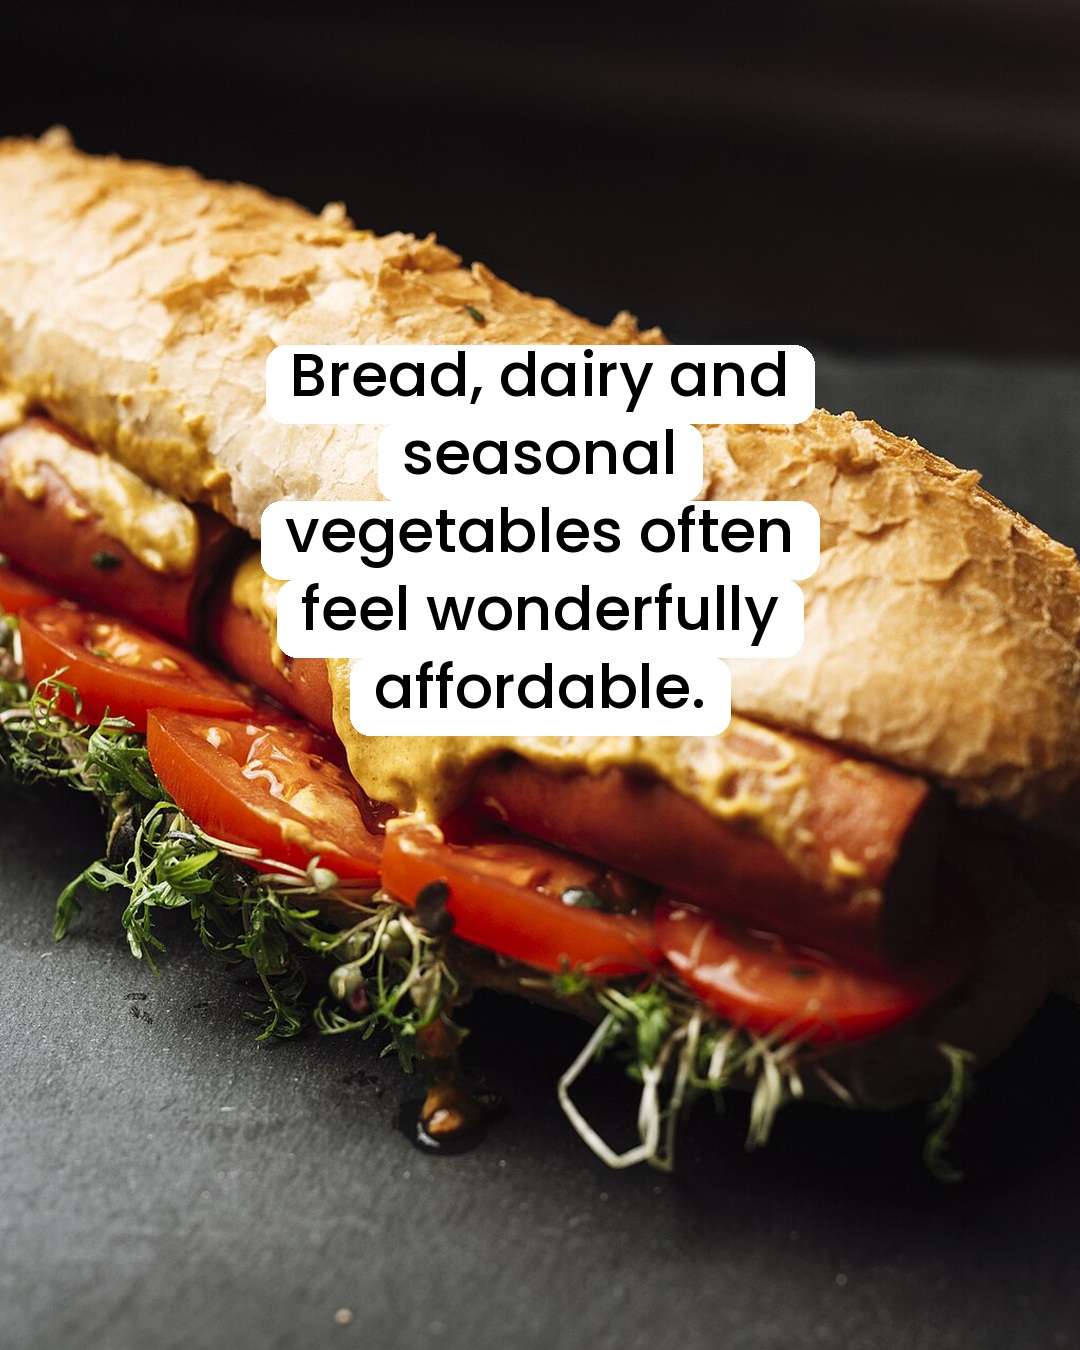 Bread, dairy and
seasonal
vegetables often
feel wonderfully
affordable.